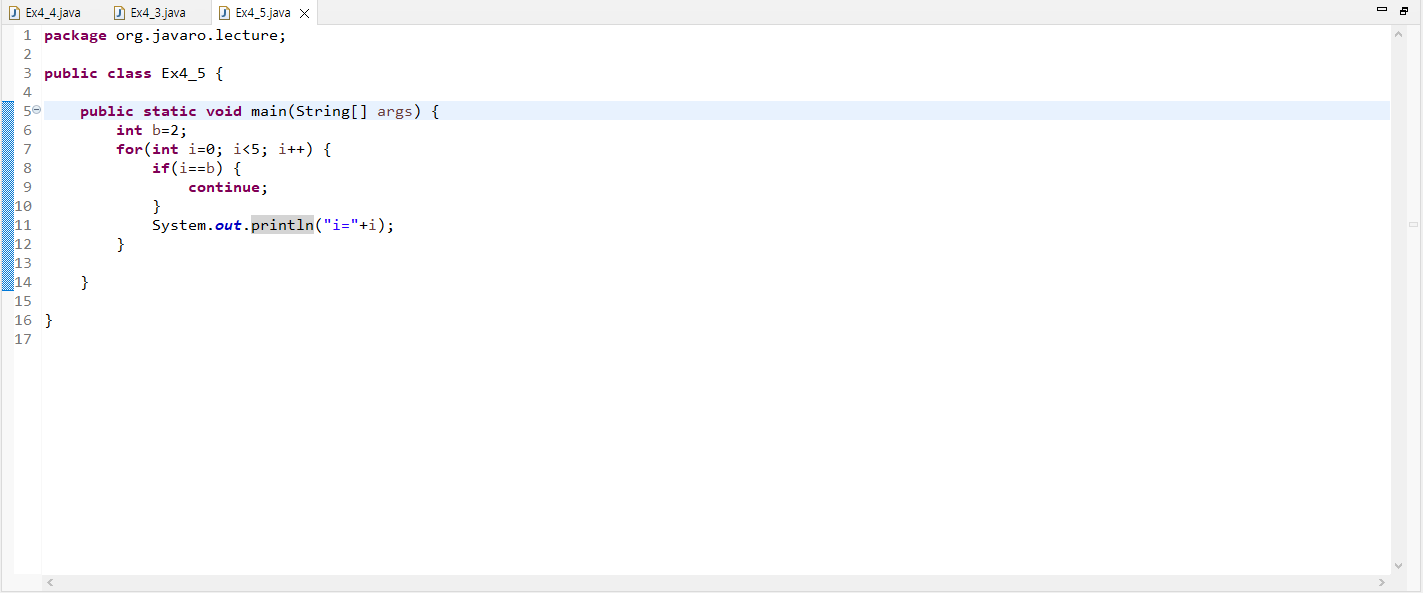 Ex4_4.java Ex4_3.java Ex4_5.java
1 package org.javaro.lecture;
2
3 public class Ex4_5 {
4
5 public static void main(String[] args) {
6 int b=2;
7 for(int i=0; i<5; i++) {
8 if(i==b) {
9 continue;
10 }
11 System.out.println("i="+i);
12 }
13
14 }
15
16 }
17